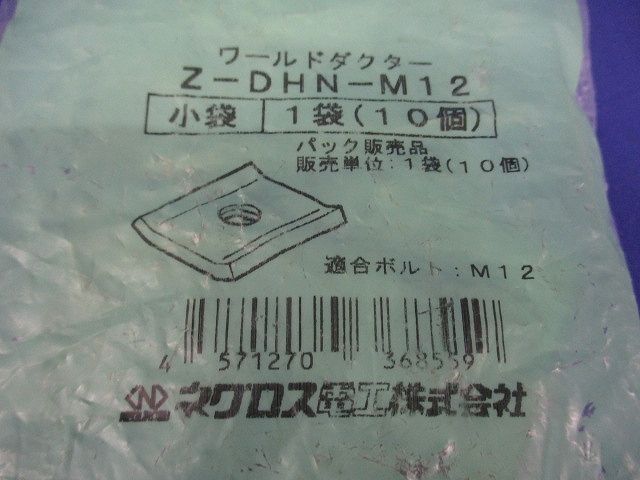 ワールドダクター
Z-DHN-M12
小袋 1袋(10個)
パック販売品
販売単位:1袋(10個)
適合ボルト:M12
4 571270 368559
ネグロス電工株式会社